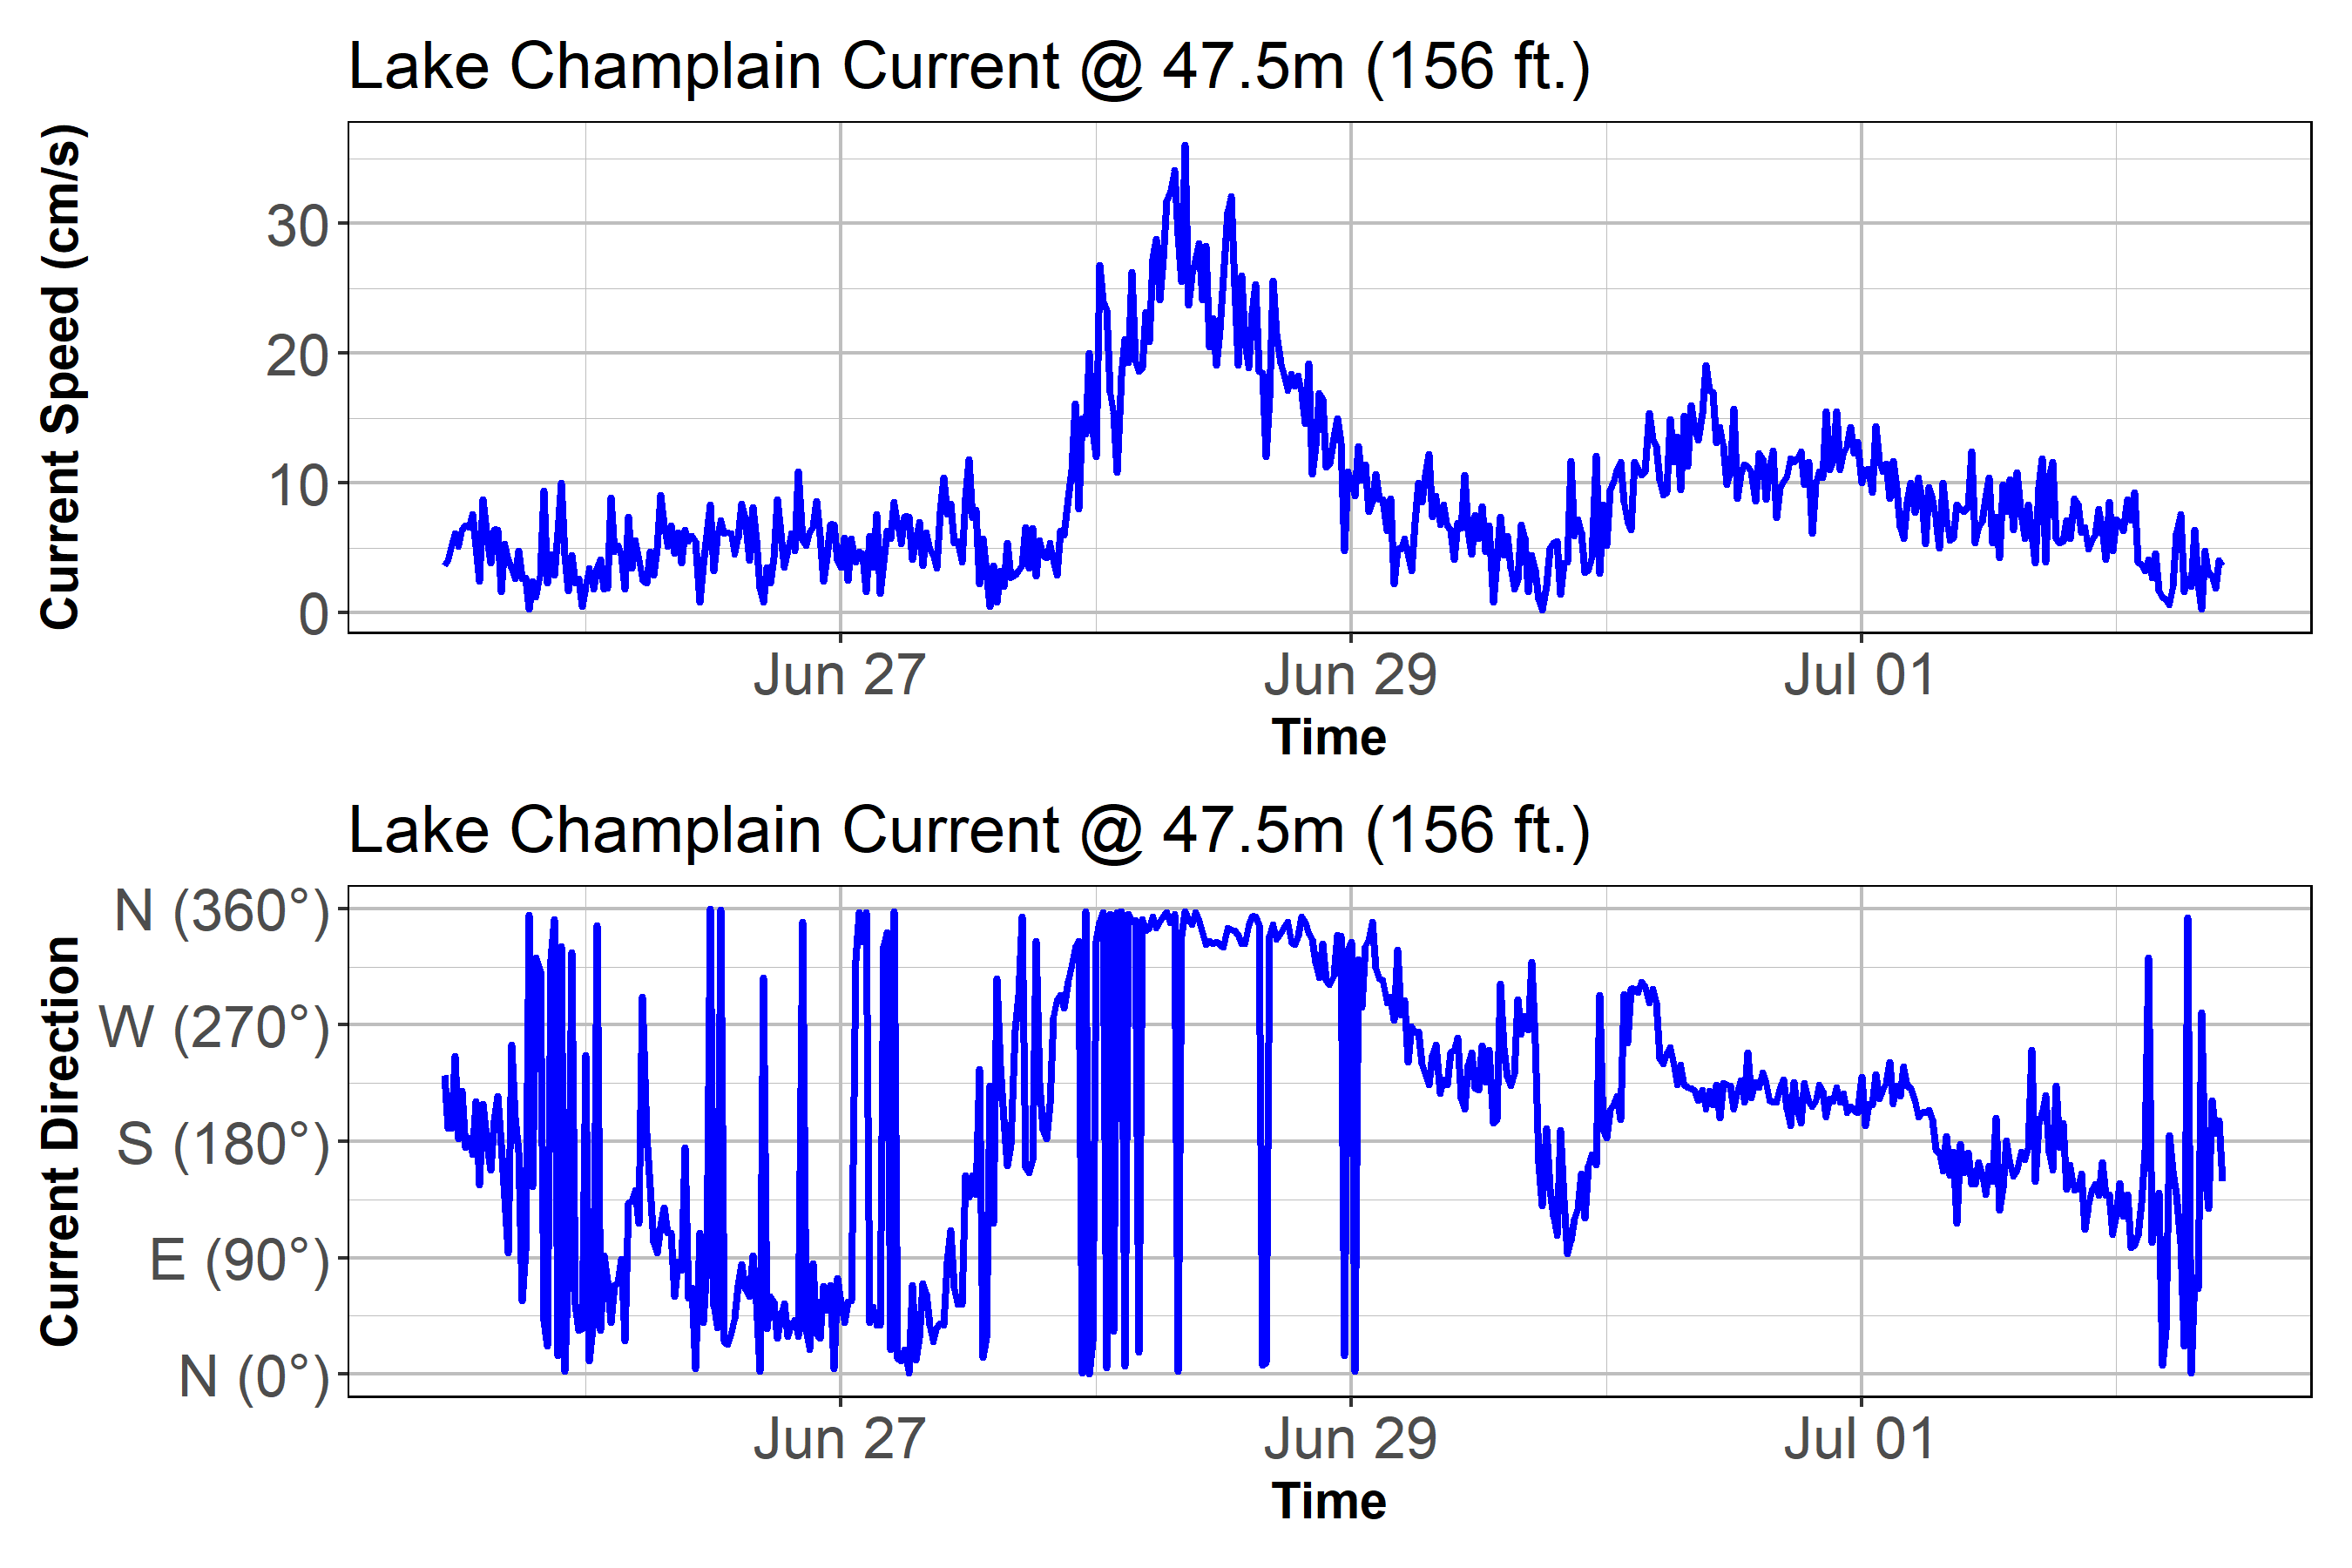 Lake Champlain Current @ 47.5m (156 ft.)
Current Speed (cm/s)
30
20
10
0
Jun 27
Jun 29
Jul 01
Time
Lake Champlain Current @ 47.5m (156 ft.)
Current Direction
N (360°)
W (270°)
S (180°)
E (90°)
N (0°)
Jun 27
Jun 29
Jul 01
Time